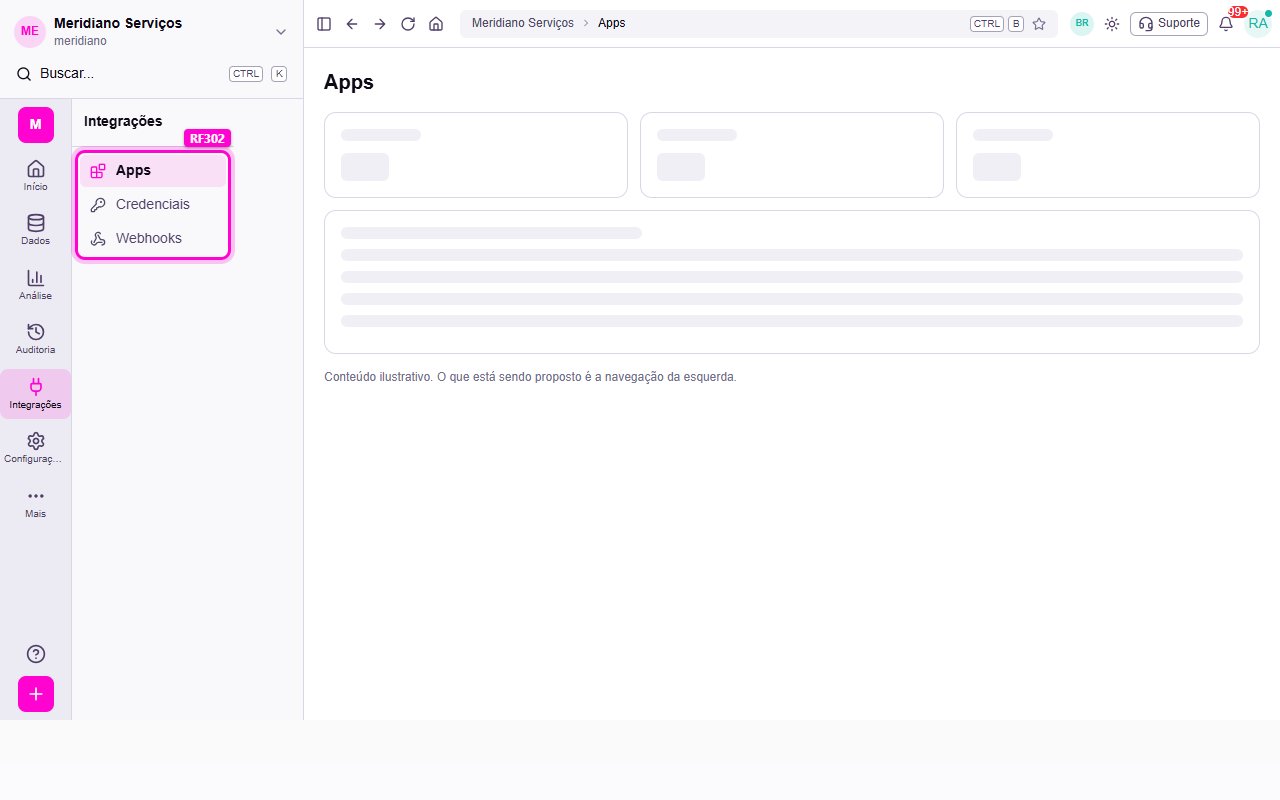 ME
Meridiano Serviços
meridiano
Buscar...
CTRL K
M
Início
Dados
Análise
Auditoria
Integrações
Configuraç...
Mais
Integrações
RF302
Apps
Credenciais
Webhooks
Meridiano Serviços > Apps
CTRL B
BR
Suporte
99+
RA
Apps
Conteúdo ilustrativo. O que está sendo proposto é a navegação da esquerda.